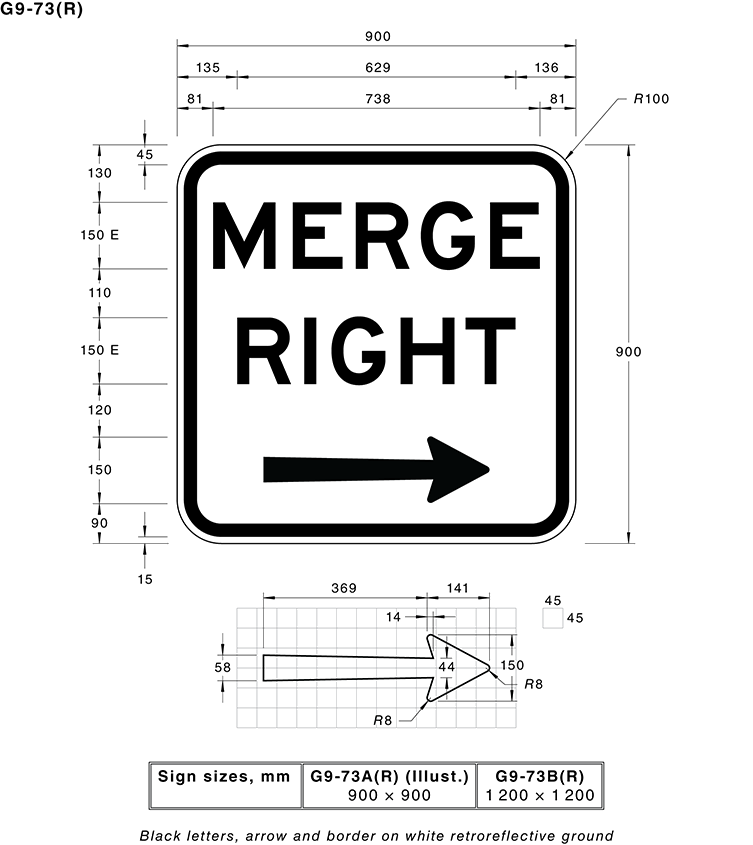 G9-73(R)
900
135 629 136
81 738 81
R100
45
130
150 E
MERGE
110
150 E
RIGHT
900
120
150
90
15
369 141
14
45
45
58
44
150
R8
R8
Sign sizes, mm G9-73A(R) (Illust.) G9-73B(R)
900 × 900 1 200 × 1 200
Black letters, arrow and border on white retroreflective ground